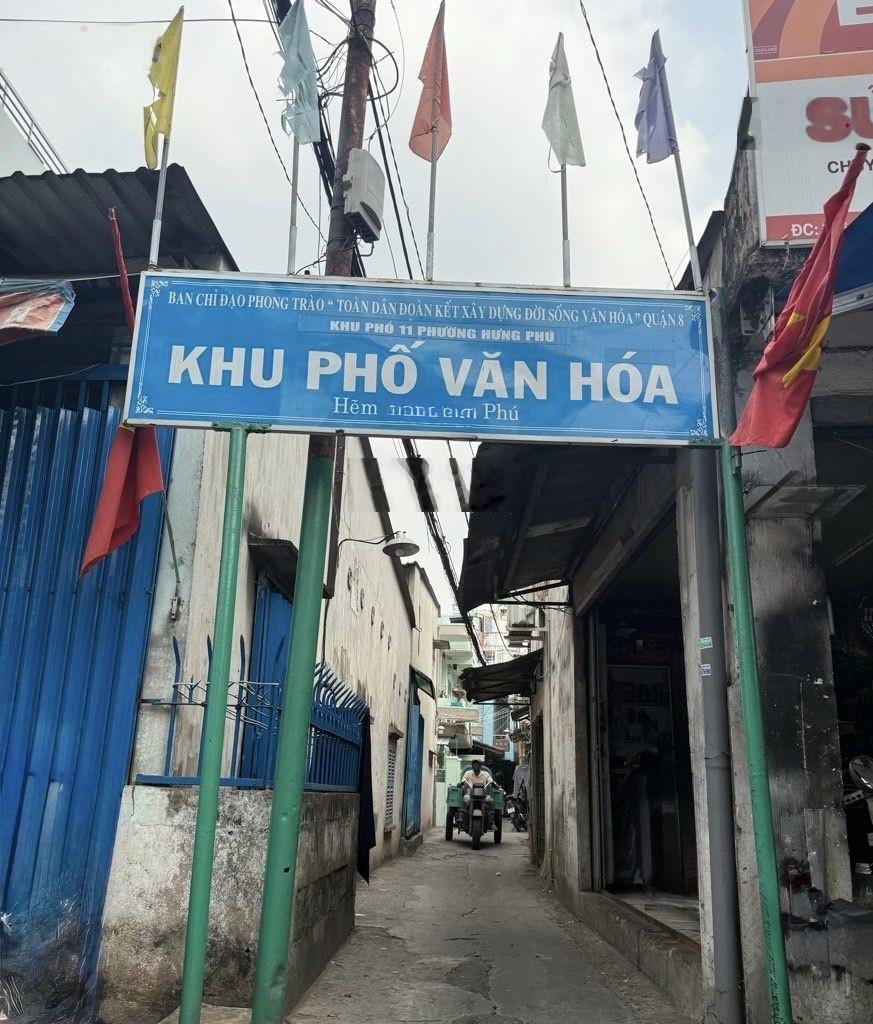 BAN CHỈ ĐẠO PHONG TRÀO “ TOÀN DÂN ĐOÀN KẾT XÂY DỰNG ĐỜI SỐNG VĂN HÓA ” QUẬN 8
KHU PHỐ 11 PHƯỜNG HƯNG PHÚ
KHU PHỐ VĂN HÓA
Hẻm Phú
ĐC: